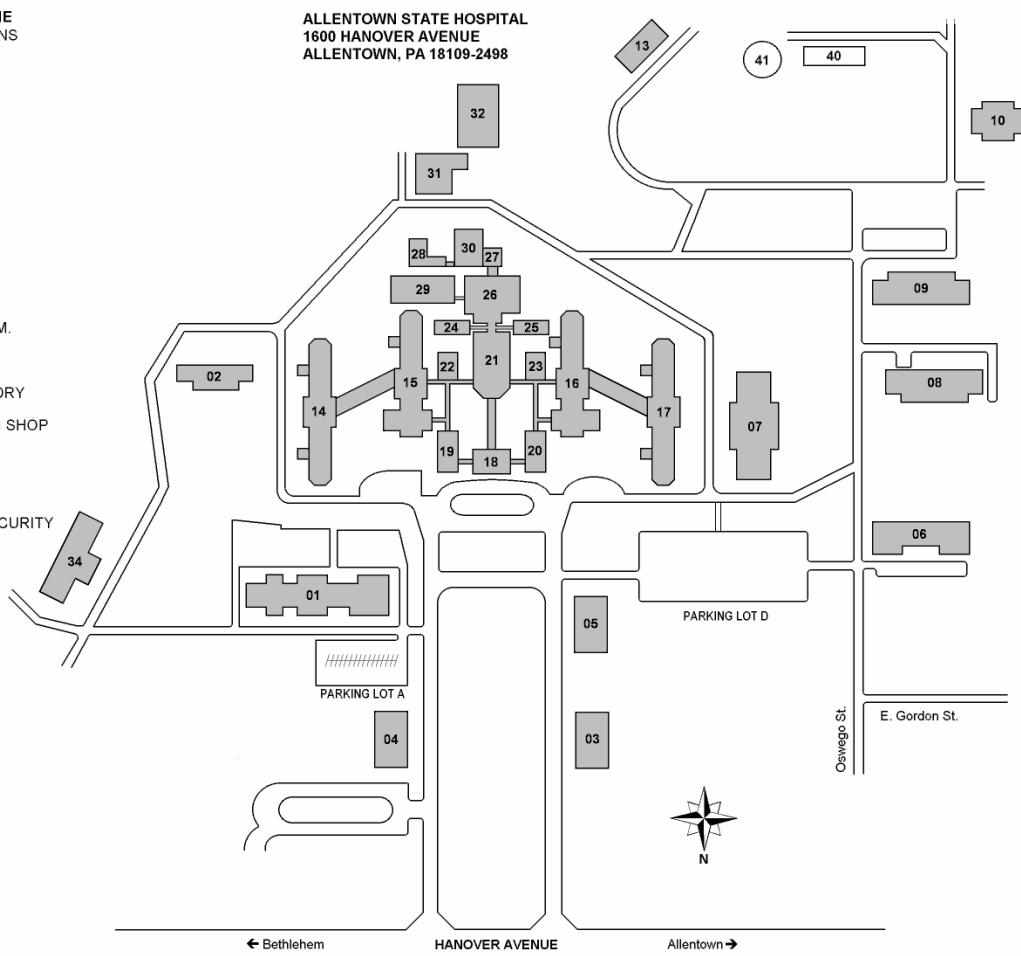 ALLENTOWN STATE HOSPITAL
1600 HANOVER AVENUE
ALLENTOWN, PA 18109-2498
E
NS
M.
ORY
SHOP
CURITY
13
41
40
32
10
31
28
30
27
29
26
09
24
25
02
22
21
23
08
14
15
16
17
07
19
18
20
34
06
01
05
PARKING LOT D
PARKING LOT A
04
03
Oswego St.
E. Gordon St.
N
← Bethlehem
HANOVER AVENUE
Allentown →